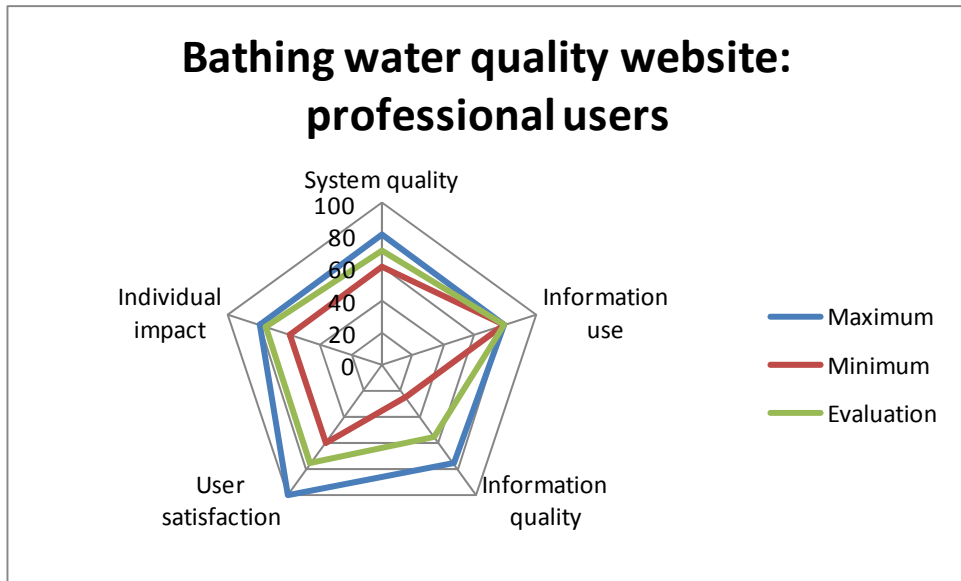 Bathing water quality website:
professional users
System quality
100
80
60
40
20
0
Information
use
Information
quality
User
satisfaction
Individual
impact
Maximum
Minimum
Evaluation